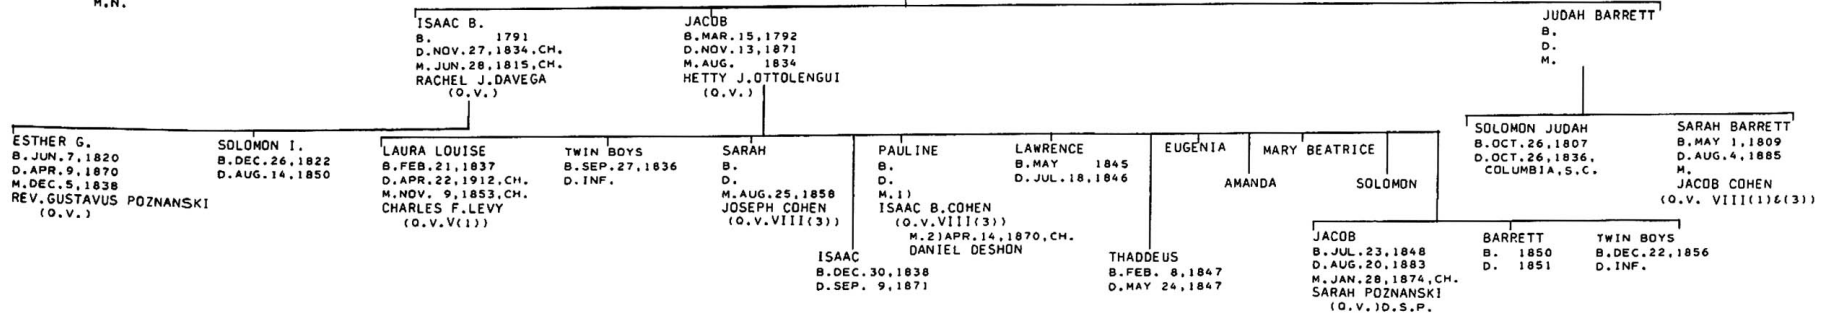 M.N.
ISAAC B.
B. 1791
D.NOV.27,1834,CH.
M.JUN.28,1815,CH.
RACHEL J.DAVEGA
(Q.V.)
JACOB
B.MAR.15,1792
D.NOV.13,1871
M.AUG. 1834
HETTY J.OTTOLENGUI
(Q.V.)
JUDAH BARRETT
B.
D.
M.
ESTHER G.
B.JUN.7,1820
D.APR.9,1870
M.DEC.5,1838
REV.GUSTAVUS POZNANSKI
(Q.V.)
SOLOMON I.
B.DEC.26,1822
D.AUG.14,1850
LAURA LOUISE
B.FEB.21,1837
D.APR.22,1912,CH.
M.NOV. 9,1853,CH.
CHARLES F.LEVY
(Q.V.V(1))
TWIN BOYS
B.SEP.27,1836
D.INF.
SARAH
B.
D.
M.AUG.25,1858
JOSEPH COHEN
(Q.V.VIII(3))
ISAAC
B.DEC.30,1838
D.SEP. 9,1871
PAULINE
B.
D.
M.1)
ISAAC B.COHEN
(Q.V.VIII(3)
M.2)APR.14,1870,CH.
DANIEL DESHON
LAWRENCE
B.MAY 1845
D.JUL.18,1846
THADDEUS
B.FEB. 8,1847
D.MAY 24,1847
EUGENIA
AMANDA
MARY BEATRICE
SOLOMON
JACOB
B.JUL.23,1848
D.AUG.20,1883
M.JAN.28,1874,CH.
SARAH POZNANSKI
(Q.V.)D.S.P.
BARRETT
B. 1850
D. 1851
TWIN BOYS
B.DEC.22,1856
D.INF.
SOLOMON JUDAH
B.OCT.26,1807
D.OCT.26,1836,
COLUMBIA,S.C.
SARAH BARRETT
B.MAY 1,1809
D.AUG.4,1885
M.
JACOB COHEN
(Q.V. VIII(1)&(3))